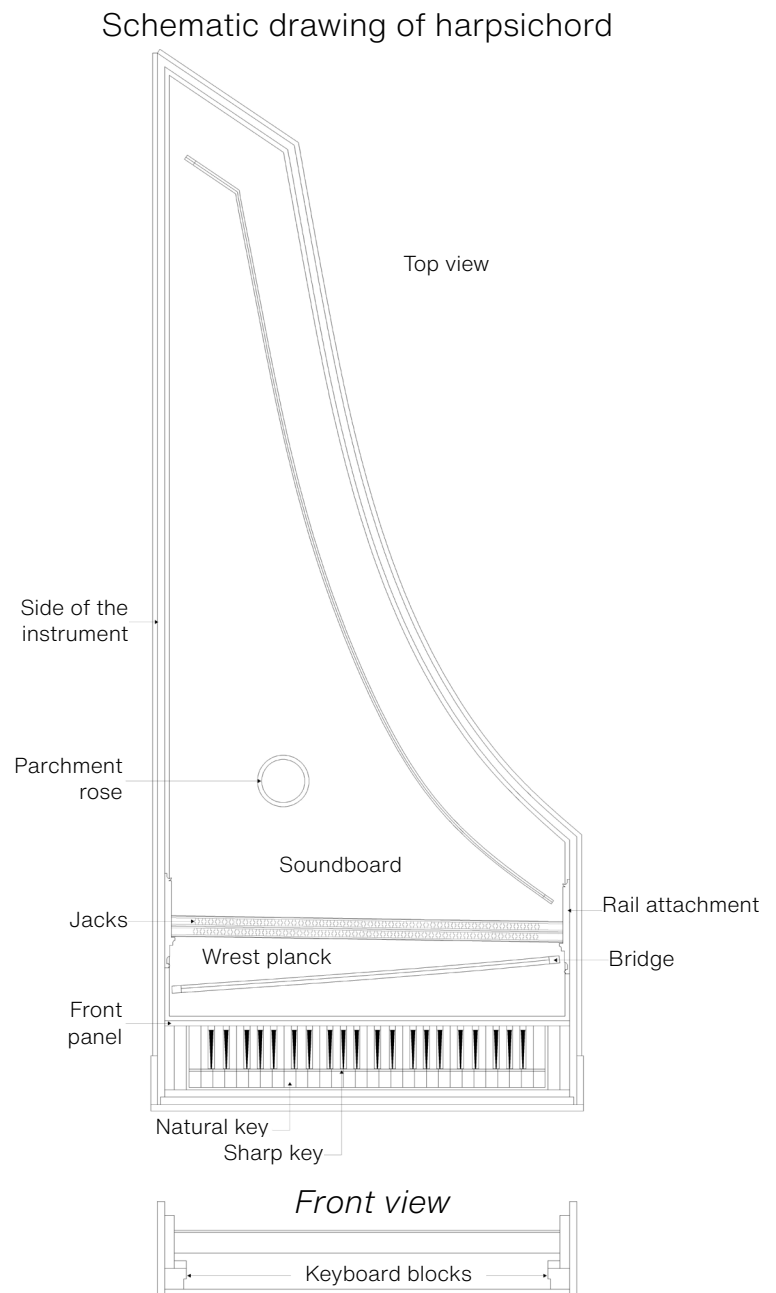 Schematic drawing of harpsichord
Top view
Side of the
instrument
Parchment
rose
Soundboard
Jacks
Rail attachment
Wrest planck
Bridge
Front
panel
Natural key
Sharp key
Front view
Keyboard blocks